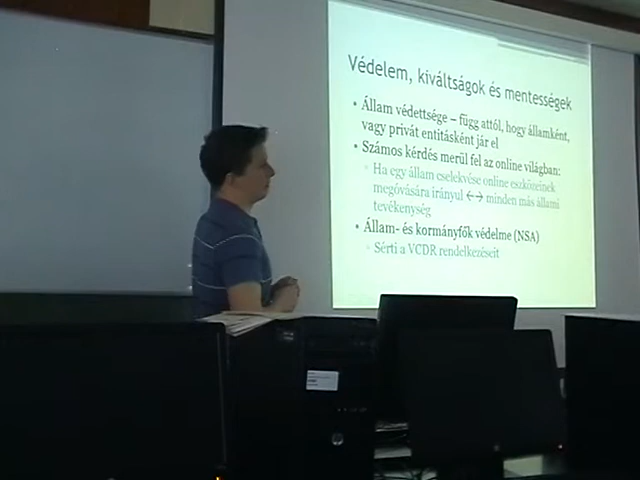 Védelem, kiváltságok és mentességek
• Állam védettsége – függ attól, hogy államként,
vagy privát entitásként jár el
• Számos kérdés merül fel az online világban:
▫ Ha egy állam cselekvése online eszközeinek
megóvására irányul ↔ minden más állami
tevékenység
• Állam- és kormányfők védelme (NSA)
▫ Sérti a VCDR rendelkezéseit